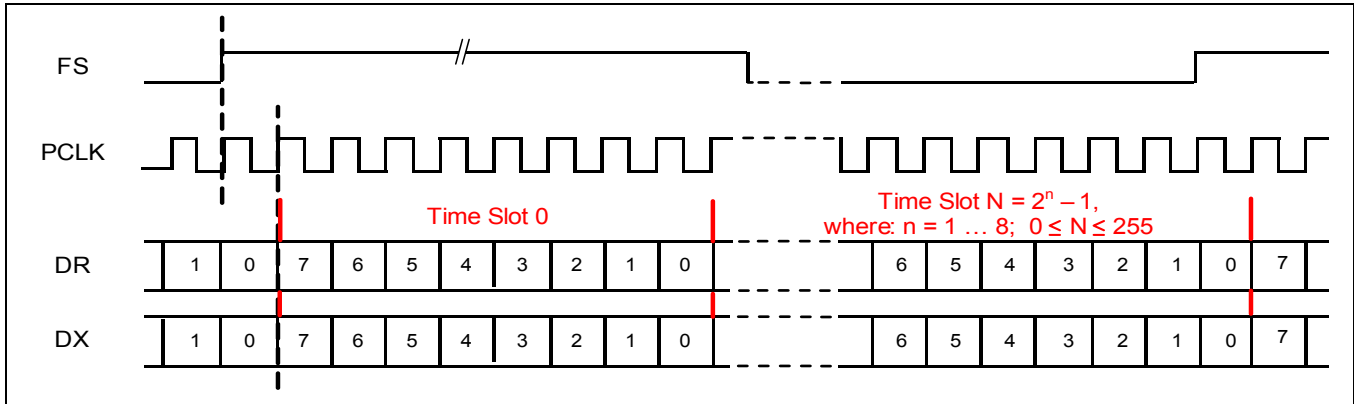 FS
PCLK
Time Slot 0
Time Slot N = 2ⁿ – 1,
where: n = 1 … 8; 0 ≤ N ≤ 255
DR 1 0 7 6 5 4 3 2 1 0 6 5 4 3 2 1 0 7
DX 1 0 7 6 5 4 3 2 1 0 6 5 4 3 2 1 0 7